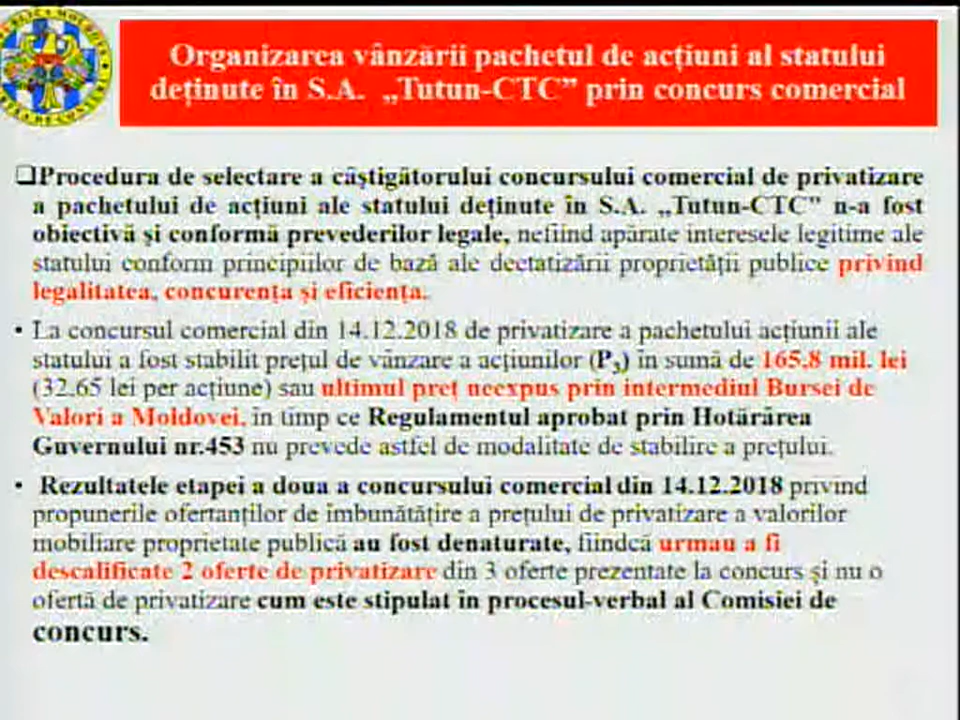 Organizarea vânzării pachetul de acțiuni al statului
deținute în S.A. „Tutun-CTC” prin concurs comercial
❑Procedura de selectare a câștigătorului concursului comercial de privatizare
a pachetului de acțiuni ale statului deținute în S.A. „Tutun-CTC” n-a fost
obiectivă și conformă prevederilor legale, nefiind apărate interesele legitime ale
statului conform principiilor de bază ale deetatizării proprietății publice privind
legalitatea, concurența și eficiența.
• La concursul comercial din 14.12.2018 de privatizare a pachetului acțiunii ale
statului a fost stabilit prețul de vânzare a acțiunilor (P₃) în sumă de 165,8 mil. lei
(32,65 lei per acțiune) sau ultimul preț neexpus prin intermediul Bursei de
Valori a Moldovei, în timp ce Regulamentul aprobat prin Hotărârea
Guvernului nr.453 nu prevede astfel de modalitate de stabilire a prețului.
• Rezultatele etapei a doua a concursului comercial din 14.12.2018 privind
propunerile ofertanților de îmbunătățire a prețului de privatizare a valorilor
mobiliare proprietate publică au fost denaturate, fiindcă urmau a fi
descalificate 2 oferte de privatizare din 3 oferte prezentate la concurs și nu o
ofertă de privatizare cum este stipulat în procesul-verbal al Comisiei de
concurs.